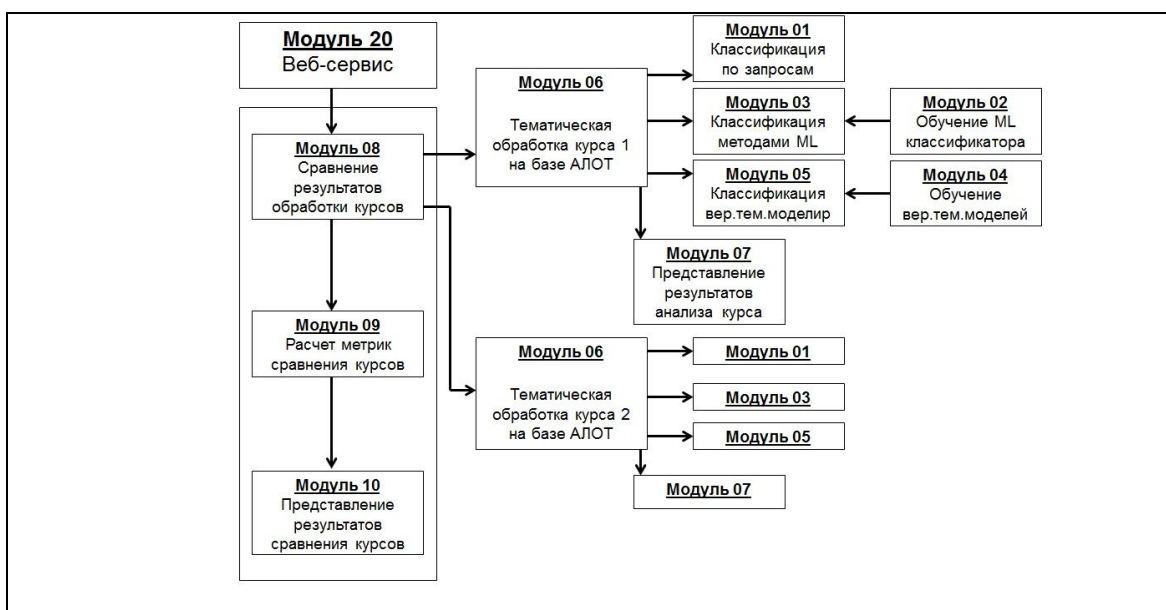 Модуль 20
Веб-сервис
Модуль 08
Сравнение
результатов
обработки курсов
Модуль 09
Расчет метрик
сравнения курсов
Модуль 10
Представление
результатов
сравнения курсов
Модуль 06
Тематическая
обработка курса 1
на базе АЛОТ
Модуль 01
Классификация
по запросам
Модуль 03
Классификация
методами ML
Модуль 02
Обучение ML
классификатора
Модуль 05
Классификация
вер.тем.моделир
Модуль 04
Обучение
вер.тем.моделей
Модуль 07
Представление
результатов
анализа курса
Модуль 06
Тематическая
обработка курса 2
на базе АЛОТ
Модуль 01
Модуль 03
Модуль 05
Модуль 07